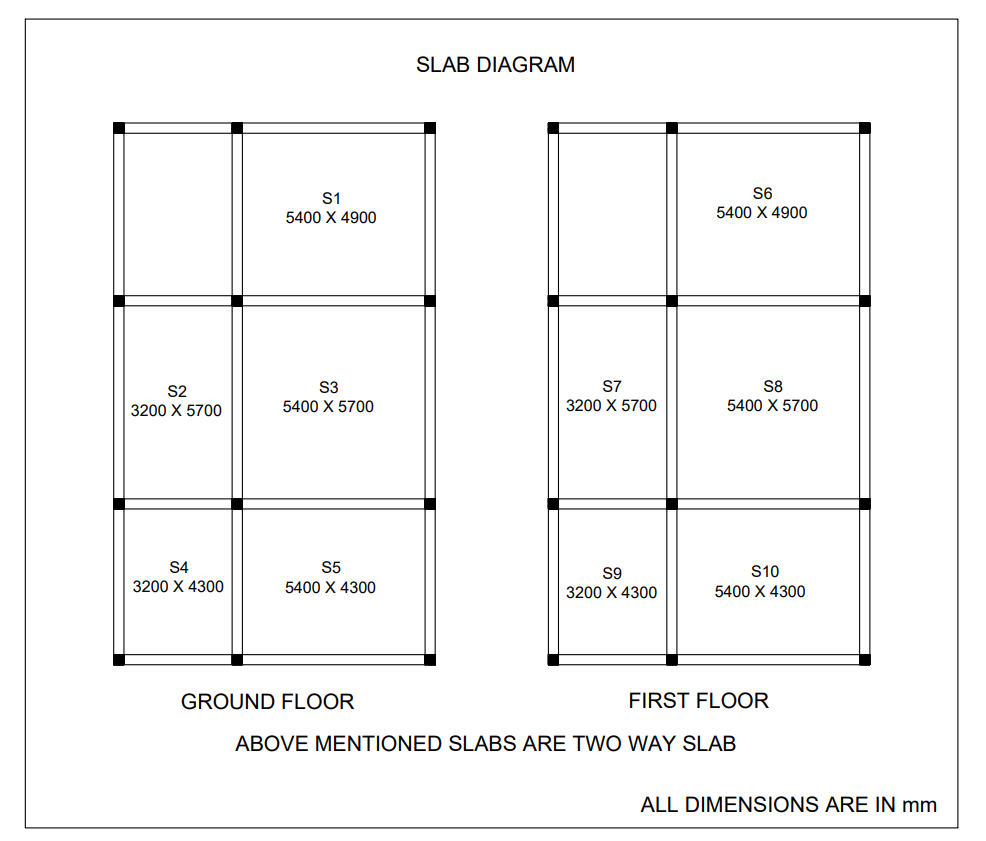 SLAB DIAGRAM
S1
5400 X 4900
S2
3200 X 5700
S3
5400 X 5700
S4
3200 X 4300
S5
5400 X 4300
GROUND FLOOR
S6
5400 X 4900
S7
3200 X 5700
S8
5400 X 5700
S9
3200 X 4300
S10
5400 X 4300
FIRST FLOOR
ABOVE MENTIONED SLABS ARE TWO WAY SLAB
ALL DIMENSIONS ARE IN mm